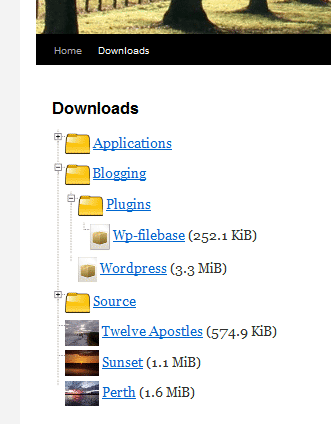 Home Downloads
Downloads
Applications
Blogging
Plugins
Wp-filebase (252.1 KiB)
Wordpress (3.3 MiB)
Source
Twelve Apostles (574.9 KiB)
Sunset (1.1 MiB)
Perth (1.6 MiB)